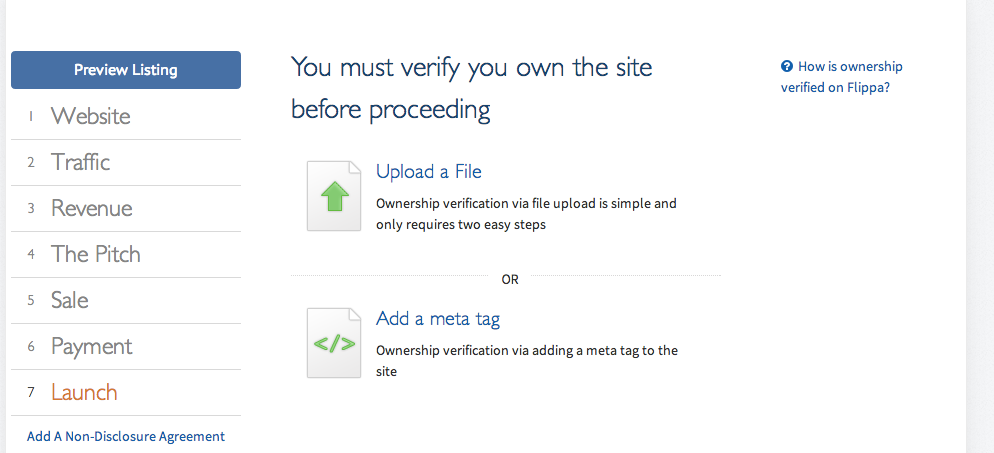 Preview Listing
1 Website
2 Traffic
3 Revenue
4 The Pitch
5 Sale
6 Payment
7 Launch
Add A Non-Disclosure Agreement
You must verify you own the site
before proceeding
Upload a File
Ownership verification via file upload is simple and
only requires two easy steps
OR
</>
Add a meta tag
Ownership verification via adding a meta tag to the
site
? How is ownership
verified on Flippa?